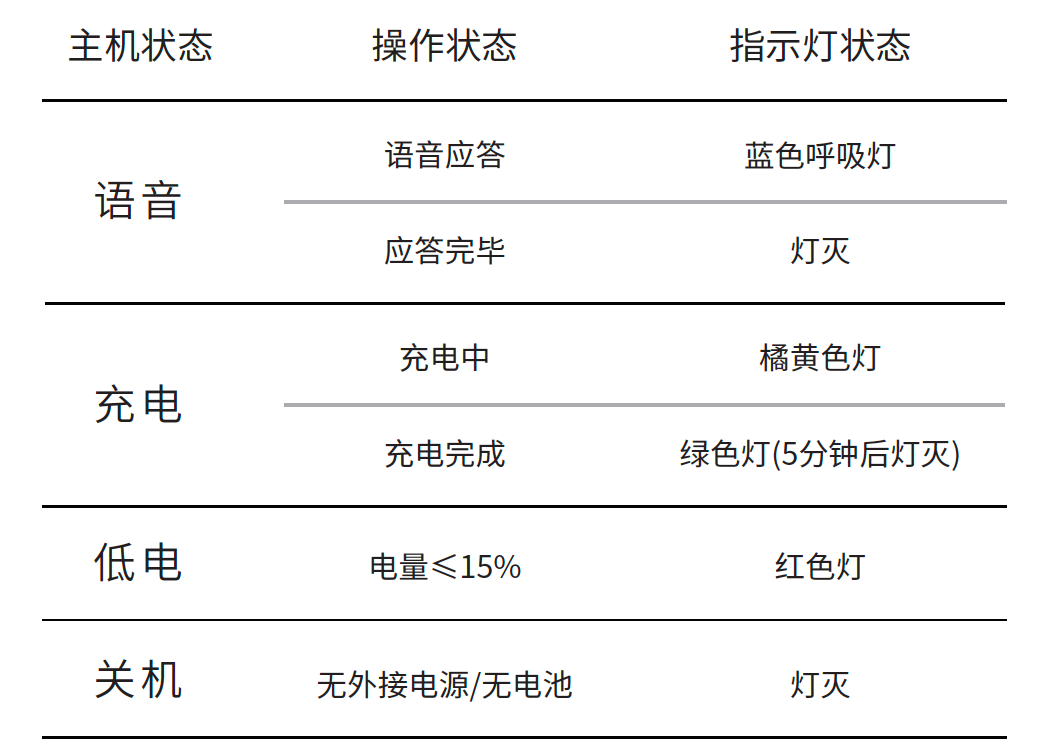 主机状态 操作状态 指示灯状态
语音应答 蓝色呼吸灯
语音
应答完毕 灯灭
充电中 橘黄色灯
充电
充电完成 绿色灯(5分钟后灯灭)
低电 电量≤15% 红色灯
关机 无外接电源/无电池 灯灭